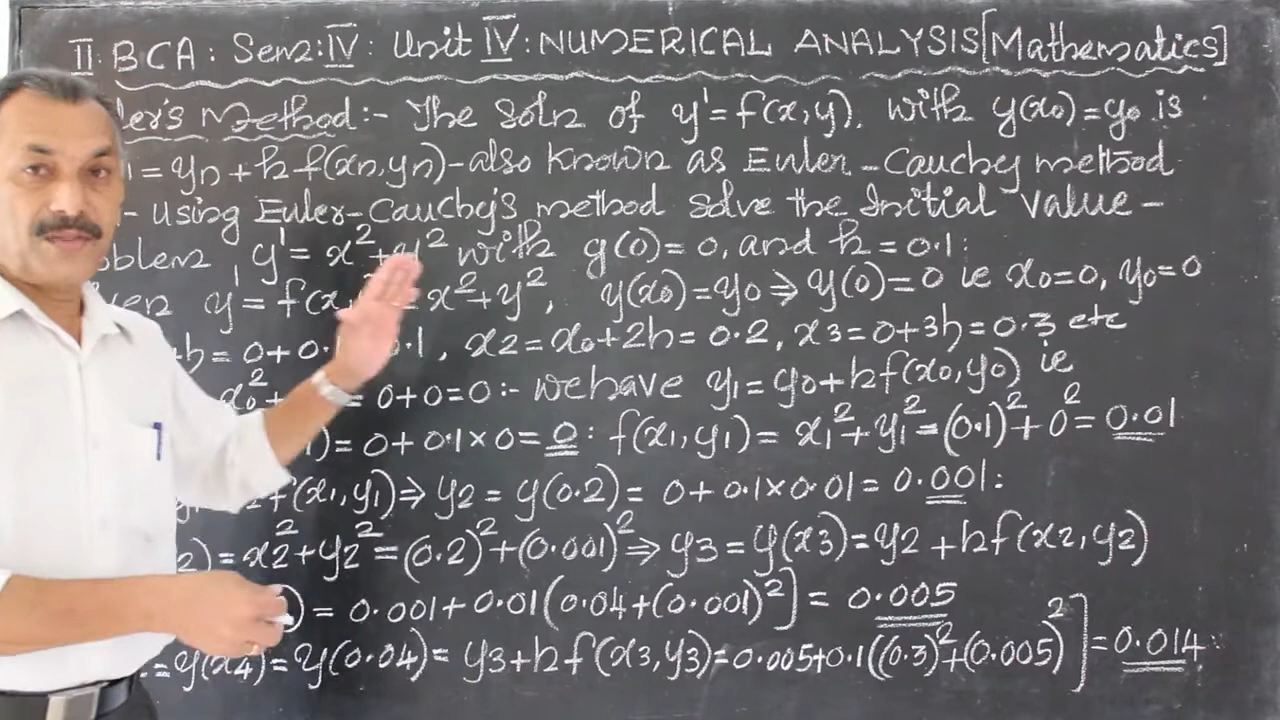 II BCA : Sem:IV : Unit IV : NUMERICAL ANALYSIS [Mathematics]
ler's Method :- The Soln of y' = f(x,y), with y(x0) = y0 is
1 = yn + h f(xn, yn) - also Known as Euler-Cauchy method
- Using Euler-Cauchy's method solve the Initial Value -
oblem y' = x² + y² with y(0) = 0, and h = 0.1 :
en y' = f(x, = x² + y², y(x0) = y0 ⇒ y(0) = 0 ie x0 = 0, y0 = 0
+h = 0 + 0. 0.1, x2 = x0 + 2h = 0.2, x3 = 0 + 3h = 0.3 etc
x0² + = 0 + 0 = 0 :- we have y1 = y0 + hf(x0, y0) ie
1) = 0 + 0.1 × 0 = 0 : f(x1, y1) = x1² + y1² = (0.1)² + 0² = 0.01
f(x1, y1) ⇒ y2 = y(0.2) = 0 + 0.1 × 0.01 = 0.001 :
2) = x2² + y2² = (0.2)² + (0.001)² ⇒ y3 = y(x3) = y2 + hf(x2, y2)
) = 0.001 + 0.01(0.04 + (0.001)²] = 0.005
= y(x4) = y(0.04) = y3 + hf(x3, y3) = 0.005 + 0.1((0.3)² + (0.005)²] = 0.014 :